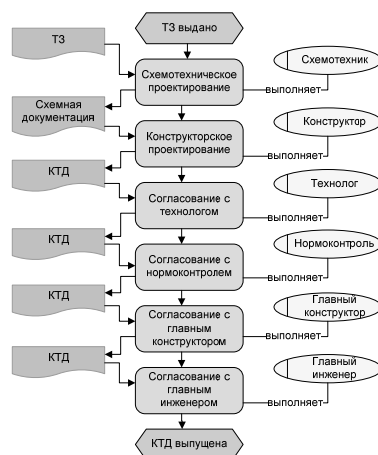 ТЗ
ТЗ выдано
Схемотехническое
проектирование
Схемотехник
выполняет
Схемная
документация
Конструкторское
проектирование
Конструктор
выполняет
КТД
Согласование с
технологом
Технолог
выполняет
КТД
Согласование с
нормоконтролем
Нормоконтроль
выполняет
КТД
Согласование с
главным
конструктором
Главный
конструктор
выполняет
КТД
Согласование с
главным
инженером
Главный
инженер
выполняет
КТД выпущена